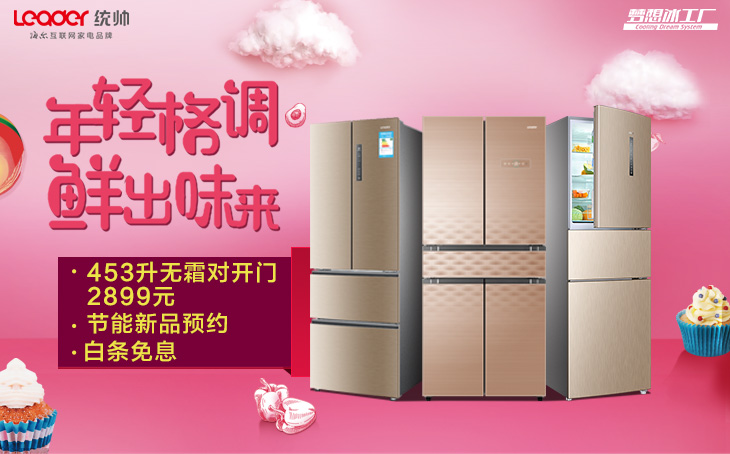 Leader 统帅
海尔互联网家电品牌
梦想冰工厂
Cooling Dream System
年轻格调
鲜出味来
· 453升无霜对开门
2899元
· 节能新品预约
· 白条免息